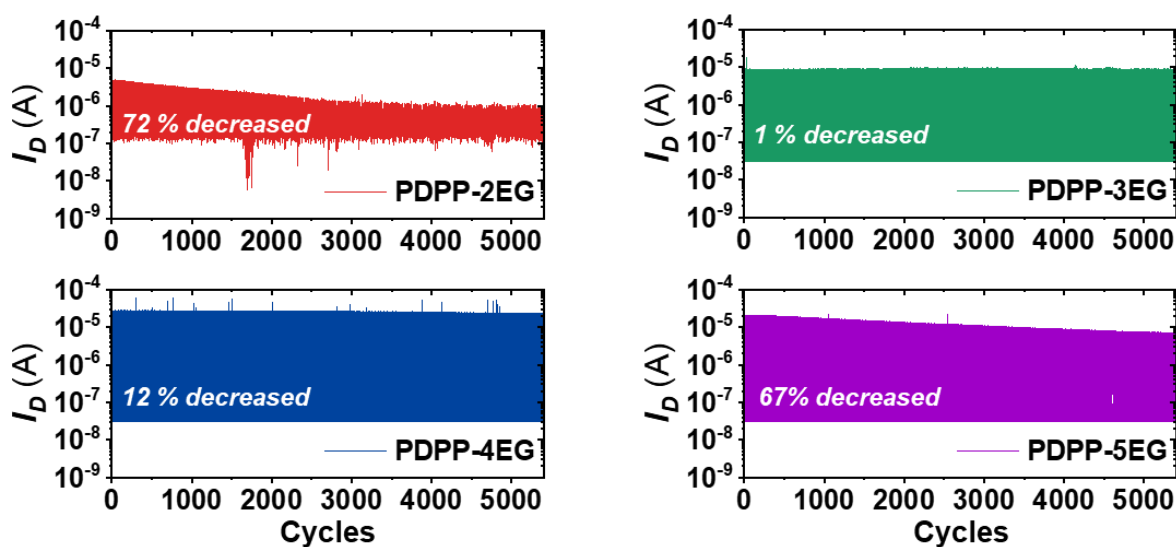 10⁻⁴
10⁻⁵
10⁻⁶
10⁻⁷
10⁻⁸
10⁻⁹
I_D (A)
72 % decreased
PDPP-2EG
0 1000 2000 3000 4000 5000
10⁻⁴
10⁻⁵
10⁻⁶
10⁻⁷
10⁻⁸
10⁻⁹
I_D (A)
1 % decreased
PDPP-3EG
0 1000 2000 3000 4000 5000
10⁻⁴
10⁻⁵
10⁻⁶
10⁻⁷
10⁻⁸
10⁻⁹
I_D (A)
12 % decreased
PDPP-4EG
0 1000 2000 3000 4000 5000
Cycles
10⁻⁴
10⁻⁵
10⁻⁶
10⁻⁷
10⁻⁸
10⁻⁹
I_D (A)
67% decreased
PDPP-5EG
0 1000 2000 3000 4000 5000
Cycles